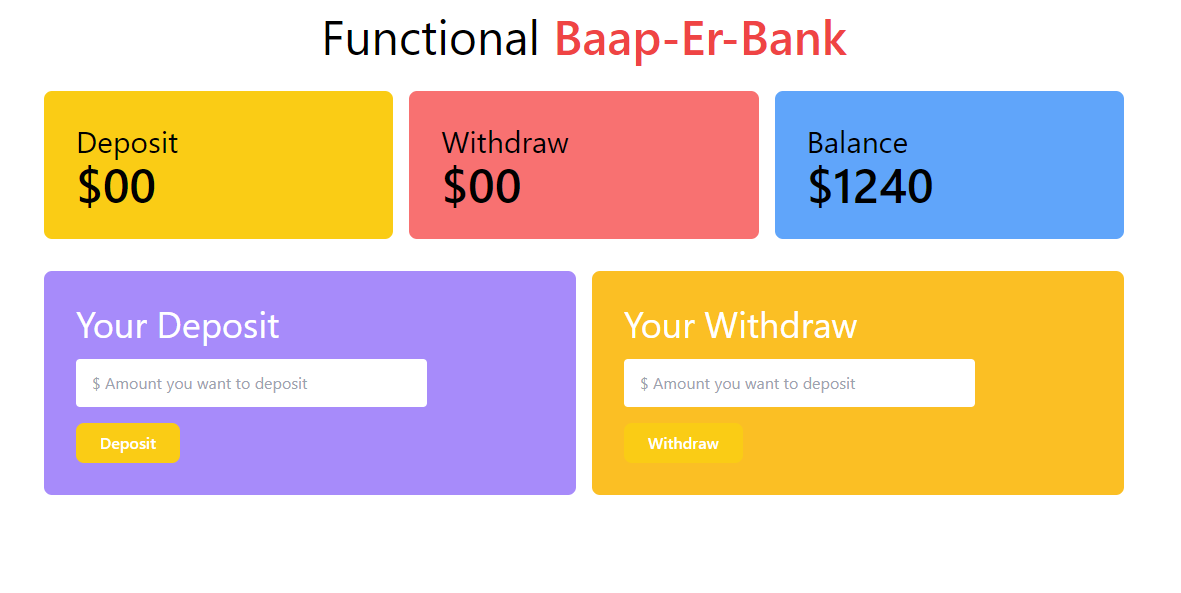 Functional Baap-Er-Bank
Deposit
$00
Withdraw
$00
Balance
$1240
Your Deposit
$ Amount you want to deposit
Deposit
Your Withdraw
$ Amount you want to deposit
Withdraw